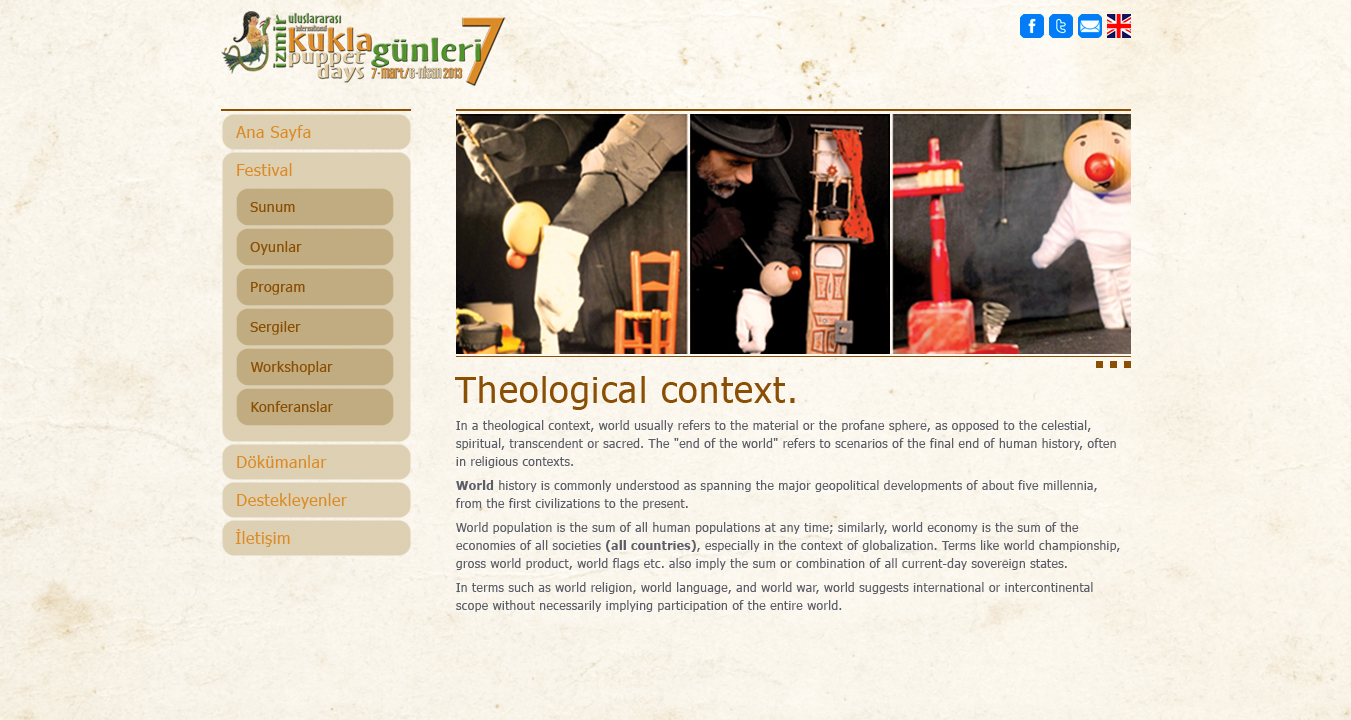 uluslararası
international
izmir
kukla günleri 7
puppet
days 7-mart/8-nisan 2013
Ana Sayfa
Festival
Sunum
Oyunlar
Program
Sergiler
Workshoplar
Konferanslar
Dökümanlar
Destekleyenler
İletişim
Theological context.
In a theological context, world usually refers to the material or the profane sphere, as opposed to the celestial,
spiritual, transcendent or sacred. The "end of the world" refers to scenarios of the final end of human history, often
in religious contexts.
World history is commonly understood as spanning the major geopolitical developments of about five millennia,
from the first civilizations to the present.
World population is the sum of all human populations at any time; similarly, world economy is the sum of the
economies of all societies (all countries), especially in the context of globalization. Terms like world championship,
gross world product, world flags etc. also imply the sum or combination of all current-day sovereign states.
In terms such as world religion, world language, and world war, world suggests international or intercontinental
scope without necessarily implying participation of the entire world.